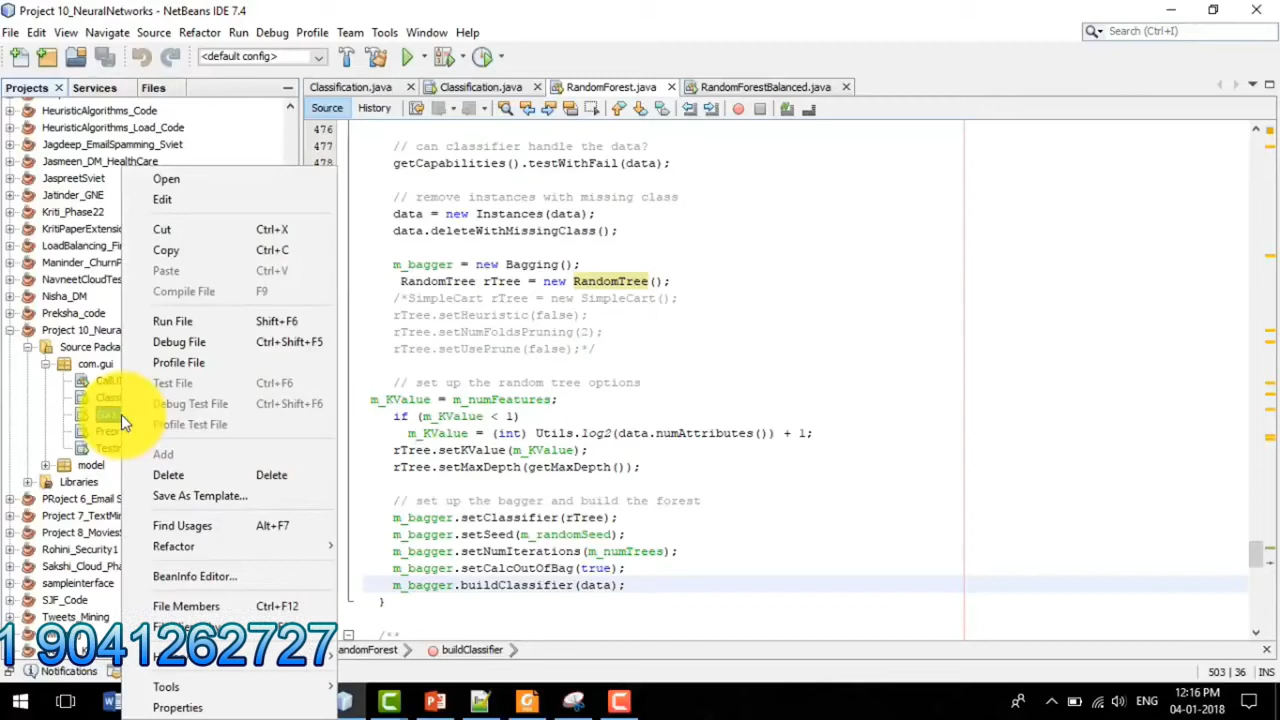 Project 10_NeuralNetworks - NetBeans IDE 7.4
File Edit View Navigate Source Refactor Run Debug Profile Team Tools Window Help
Search (Ctrl+I)
<default config>
Projects Services Files
Classification.java Classification.java RandomForest.java RandomForestBalanced.java
Source History
HeuristicAlgorithms_Code
HeuristicAlgorithms_Load_Code
Jagdeep_EmailSpamming_Sviet
Jasmeen_DM_HealthCare
JaspreetSviet
Jatinder_GNE
Kriti_Phase22
KritiPaperExtensio
LoadBalancing_Fi
Maninder_ChurnP
NavneetCloudTes
Nisha_DM
Preksha_code
Project 10_Neura
Source Packa
com.gui
CallU
Classi
Prep
Testin
model
Libraries
PRoject 6_Email S
Project 7_TextMi
Project 8_MoviesS
Rohini_Security1
Sakshi_Cloud_Pha
sampleinterface
SJF_Code
Tweets_Mining
Open
Edit
Cut Ctrl+X
Copy Ctrl+C
Paste Ctrl+V
Compile File F9
Run File Shift+F6
Debug File Ctrl+Shift+F5
Profile File
Test File Ctrl+F6
Debug Test File Ctrl+Shift+F6
Profile Test File
Add
Delete Delete
Save As Template...
Find Usages Alt+F7
Refactor
BeanInfo Editor...
File Members Ctrl+F12
Tools
Properties
476
477
478
// can classifier handle the data?
getCapabilities().testWithFail(data);
// remove instances with missing class
data = new Instances(data);
data.deleteWithMissingClass();
m_bagger = new Bagging();
RandomTree rTree = new RandomTree();
/*SimpleCart rTree = new SimpleCart();
rTree.setHeuristic(false);
rTree.setNumFoldsPruning(2);
rTree.setUsePrune(false);*/
// set up the random tree options
m_KValue = m_numFeatures;
if (m_KValue < 1)
m_KValue = (int) Utils.log2(data.numAttributes()) + 1;
rTree.setKValue(m_KValue);
rTree.setMaxDepth(getMaxDepth());
// set up the bagger and build the forest
m_bagger.setClassifier(rTree);
m_bagger.setSeed(m_randomSeed);
m_bagger.setNumIterations(m_numTrees);
m_bagger.setCalcOutOfBag(true);
m_bagger.buildClassifier(data);
}
/**
andomForest buildClassifier
1 9041262727
Notifications
503 | 36 INS
ENG
12:16 PM
04-01-2018